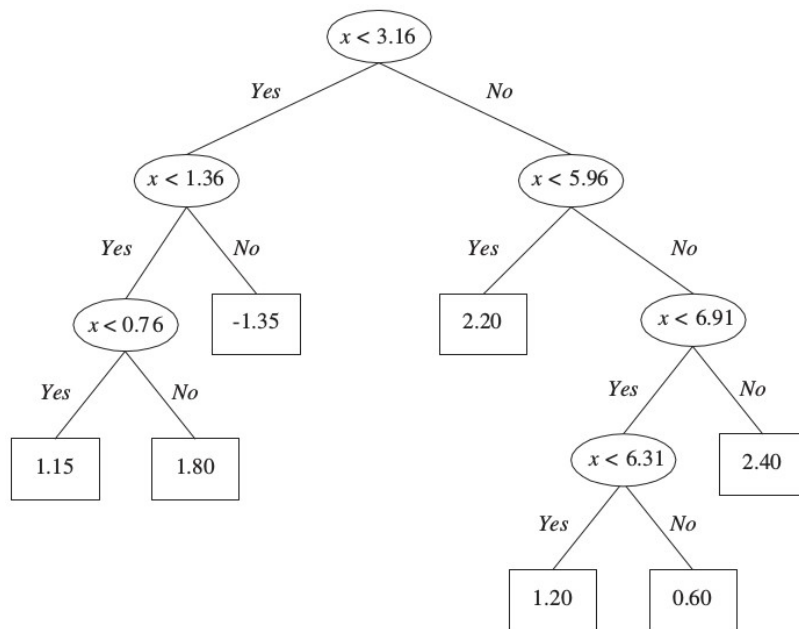 x < 3.16
Yes No
x < 1.36 x < 5.96
Yes No Yes No
x < 0.76 -1.35 2.20 x < 6.91
Yes No Yes No
1.15 1.80 x < 6.31 2.40
Yes No
1.20 0.60